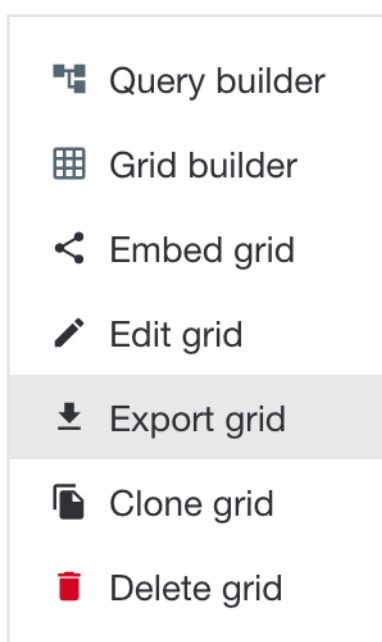 Query builder
Grid builder
Embed grid
Edit grid
Export grid
Clone grid
Delete grid